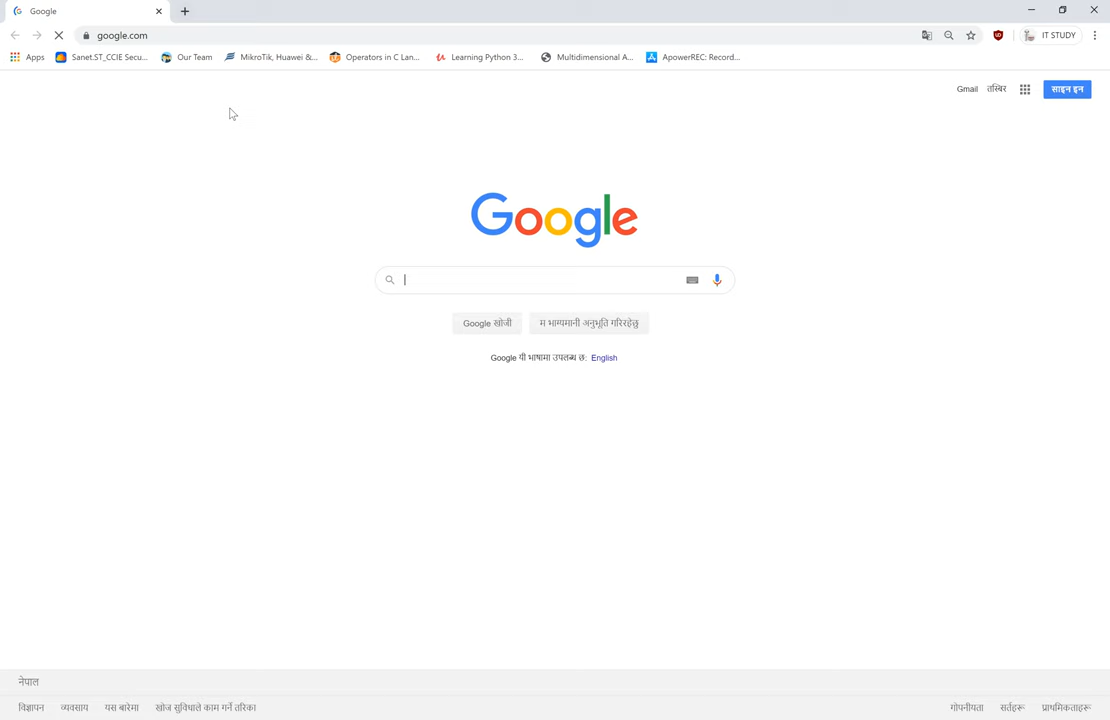 Google
google.com
IT STUDY
Apps
Sanet.ST_CCIE Secu...
Our Team
MikroTik, Huawei &...
Operators in C Lan...
Learning Python 3...
Multidimensional A...
ApowerREC: Record...
Gmail तस्बिर साइन इन
Google
Google खोजी म भाग्यमानी अनुभूति गरिरहेछु
Google यी भाषामा उपलब्ध छ: English
नेपाल
विज्ञापन व्यवसाय यस बारेमा खोज सुविधाले काम गर्ने तरिका गोपनीयता सर्तहरू प्राथमिकताहरू